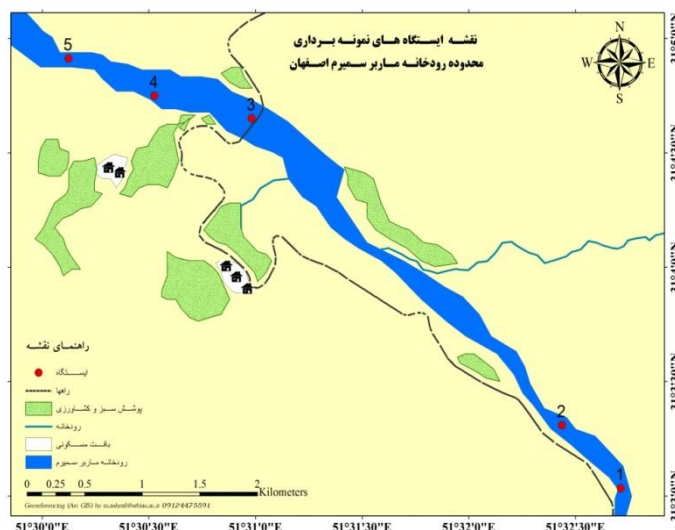 نقشه ایستگاه های نمونه برداری
محدوده رودخانه ماربر سمیرم اصفهان
N
W E
S
5
4
3
2
1
راهنمای نقشه
ایستگاه
راهها
پوشش سبز و کشاورزی
رودخانه
بافت مسکونی
رودخانه ماربر سمیرم
0 0.25 0.5 1 1.5 2
Kilometers
Georeferencing (Arc GIS) by 09124475591
51°30'0"E 51°30'30"E 51°31'0"E 51°31'30"E 51°32'0"E 51°32'30"E